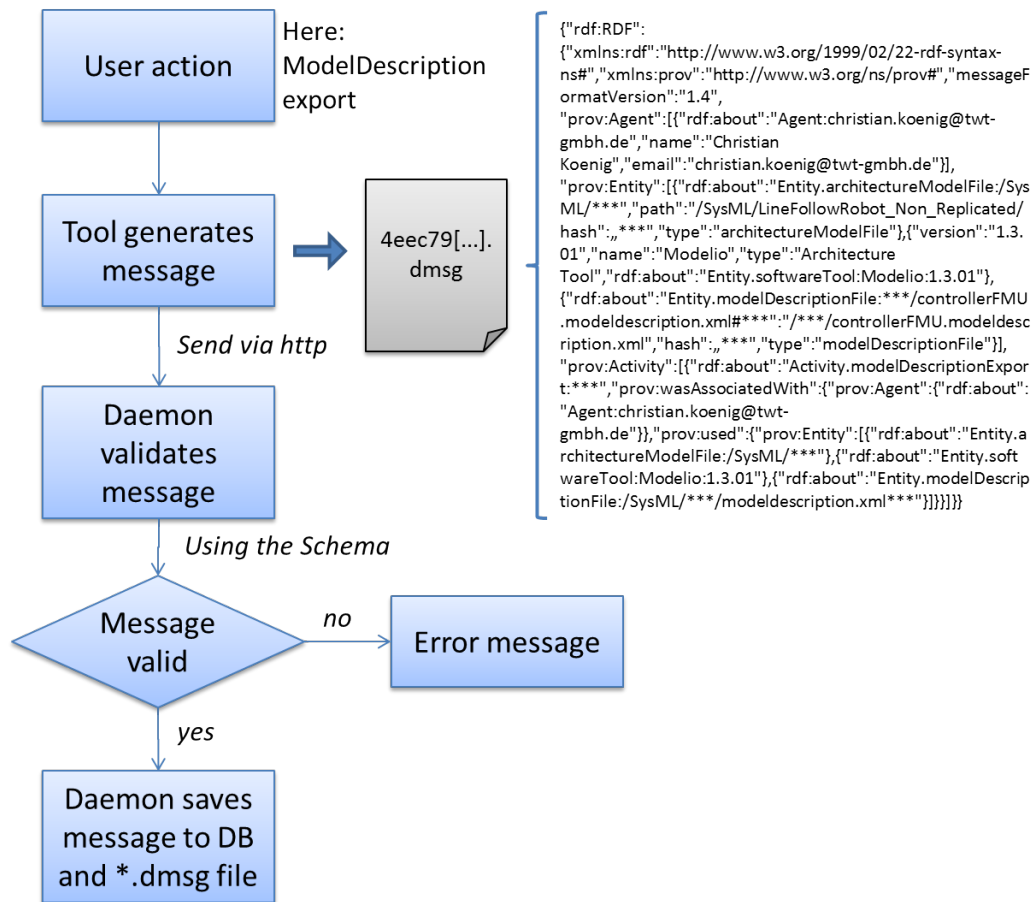 User action
Here:
ModelDescription
export
Tool generates
message
4eec79[...].
dmsg
{"rdf:RDF":
{"xmlns:rdf":"http://www.w3.org/1999/02/22-rdf-syntax-
ns#","xmlns:prov":"http://www.w3.org/ns/prov#","messageF
ormatVersion":"1.4",
"prov:Agent":[{"rdf:about":"Agent:christian.koenig@twt-
gmbh.de","name":"Christian
Koenig","email":"christian.koenig@twt-gmbh.de"}],
"prov:Entity":[{"rdf:about":"Entity.architectureModelFile:/Sys
ML/***","path":"/SysML/LineFollowRobot_Non_Replicated/
hash":„***","type":"architectureModelFile"},{"version":"1.3.
01","name":"Modelio","type":"Architecture
Tool","rdf:about":"Entity.softwareTool:Modelio:1.3.01"},
{"rdf:about":"Entity.modelDescriptionFile:***/controllerFMU
.modeldescription.xml#***":"/***/controllerFMU.modeldesc
ription.xml","hash":„***","type":"modelDescriptionFile"}],
"prov:Activity":[{"rdf:about":"Activity.modelDescriptionExpor
t:***","prov:wasAssociatedWith":{"prov:Agent":{"rdf:about":
"Agent:christian.koenig@twt-
gmbh.de"}},"prov:used":{"prov:Entity":[{"rdf:about":"Entity.a
rchitectureModelFile:/SysML/***"},{"rdf:about":"Entity.soft
wareTool:Modelio:1.3.01"},{"rdf:about":"Entity.modelDescrip
tionFile:/SysML/***/modeldescription.xml***"}]}}]}}
Send via http
Daemon
validates
message
Using the Schema
Message
valid
no
Error message
yes
Daemon saves
message to DB
and *.dmsg file